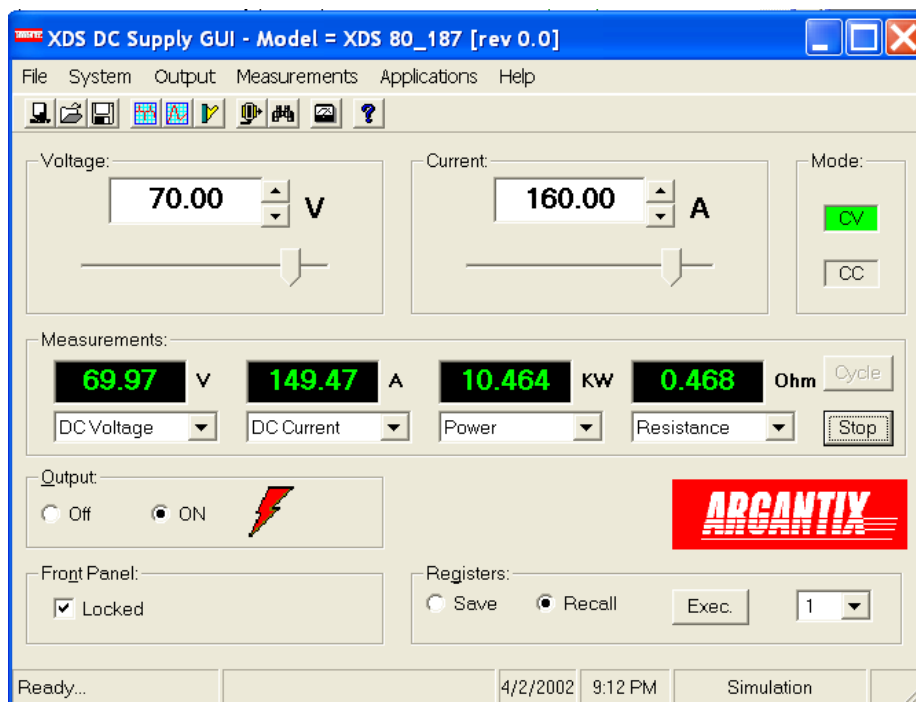 XDS DC Supply GUI - Model = XDS 80_187 [rev 0.0]
File System Output Measurements Applications Help
Voltage: Current: Mode:
70.00 V 160.00 A CV
CC
Measurements:
69.97 V 149.47 A 10.464 KW 0.468 Ohm Cycle
DC Voltage DC Current Power Resistance Stop
Output:
Off ON
ARGANTIX
Front Panel: Registers:
Locked Save Recall Exec. 1
Ready... 4/2/2002 9:12 PM Simulation